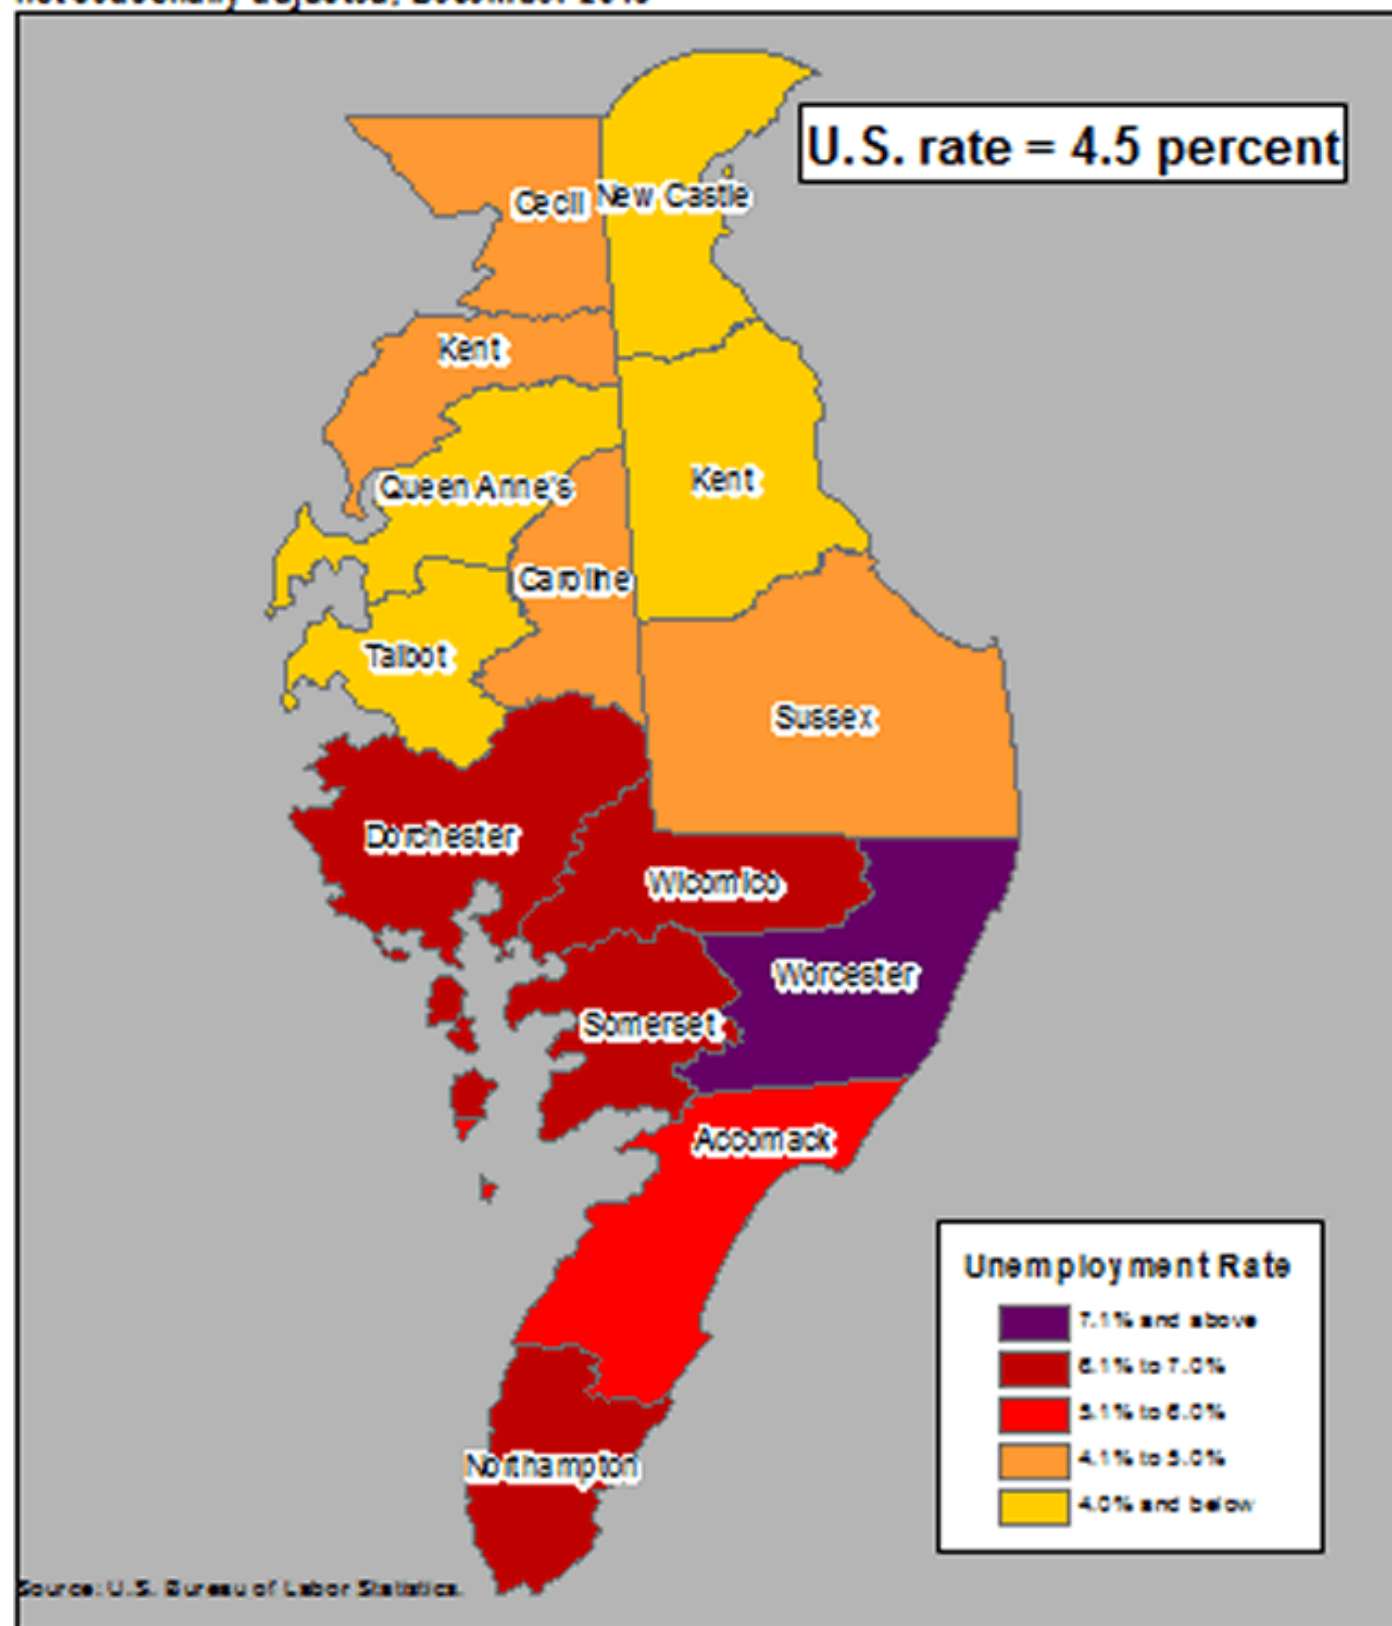 U.S. rate = 4.5 percent
Cecil
New Castle
Kent
Queen Anne's
Kent
Caroline
Talbot
Sussex
Dorchester
Wicomico
Worcester
Somerset
Accomack
Northampton
Unemployment Rate
7.1% and above
6.1% to 7.0%
5.1% to 6.0%
4.1% to 5.0%
4.0% and below
Source: U.S. Bureau of Labor Statistics.